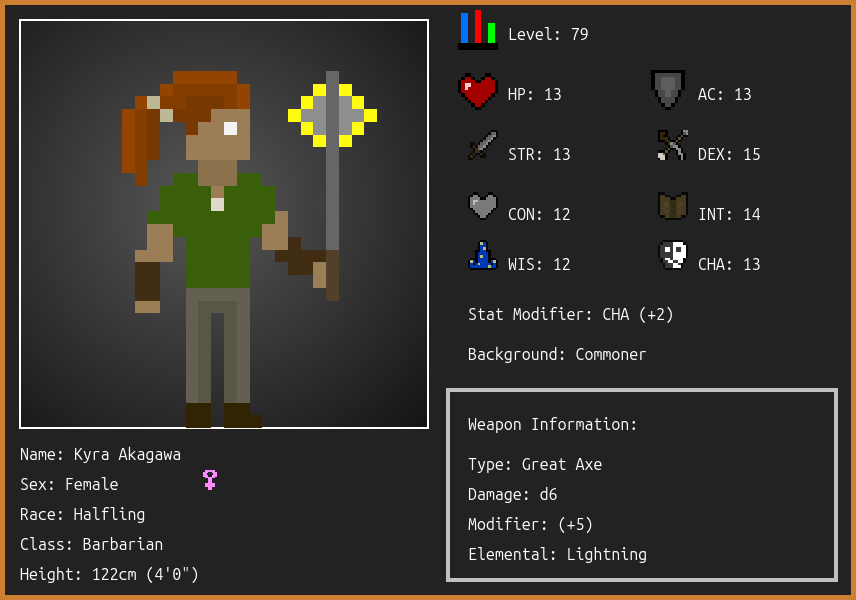 Level: 79
HP: 13
AC: 13
STR: 13
DEX: 15
CON: 12
INT: 14
WIS: 12
CHA: 13
Stat Modifier: CHA (+2)
Background: Commoner
Name: Kyra Akagawa
Sex: Female
Race: Halfling
Class: Barbarian
Height: 122cm (4'0")
Weapon Information:
Type: Great Axe
Damage: d6
Modifier: (+5)
Elemental: Lightning